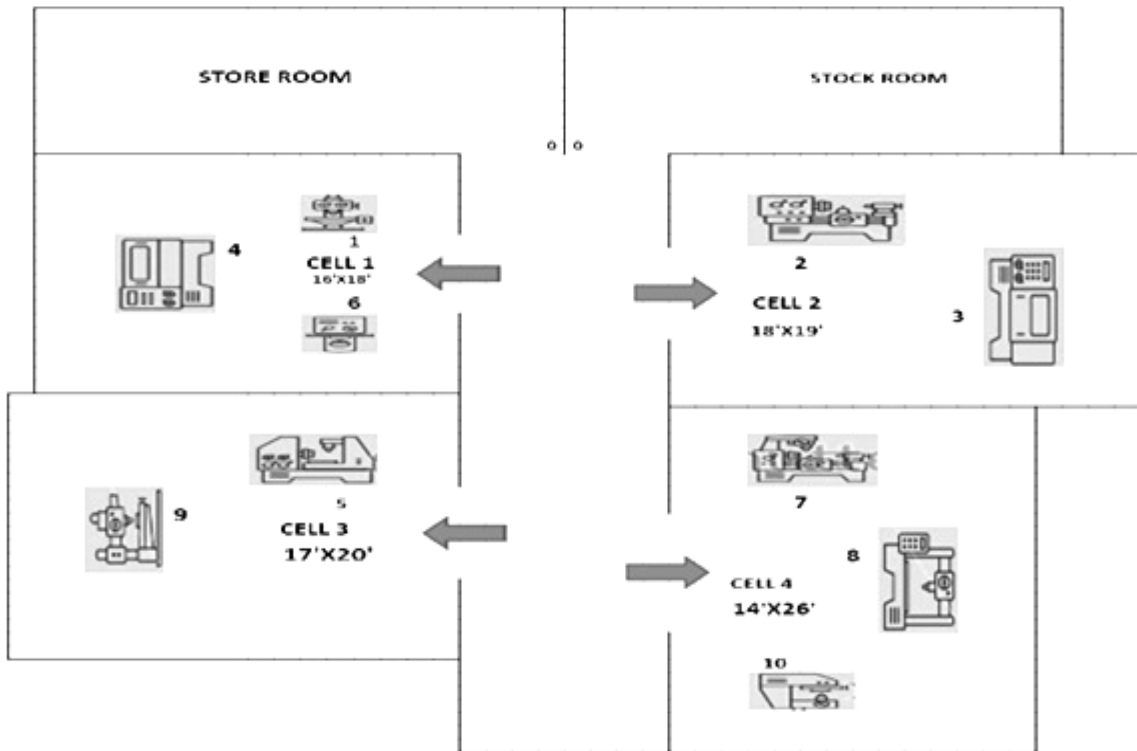 STORE ROOM
STOCK ROOM
0 0
1
4
CELL 1
16'X18'
6
2
3
CELL 2
18'X19'
5
9
CELL 3
17'X20'
7
8
CELL 4
14'X26'
10